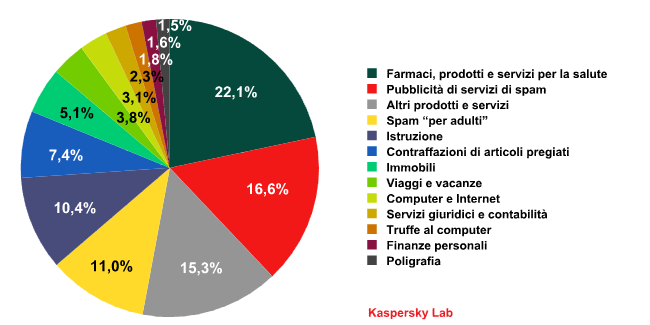 1,5%
1,6%
1,8%
2,3%
3,1%
3,8%
5,1%
7,4%
10,4%
11,0%
15,3%
16,6%
22,1%
Farmaci, prodotti e servizi per la salute
Pubblicità di servizi di spam
Altri prodotti e servizi
Spam “per adulti”
Istruzione
Contraffazioni di articoli pregiati
Immobili
Viaggi e vacanze
Computer e Internet
Servizi giuridici e contabilità
Truffe al computer
Finanze personali
Poligrafia
Kaspersky Lab